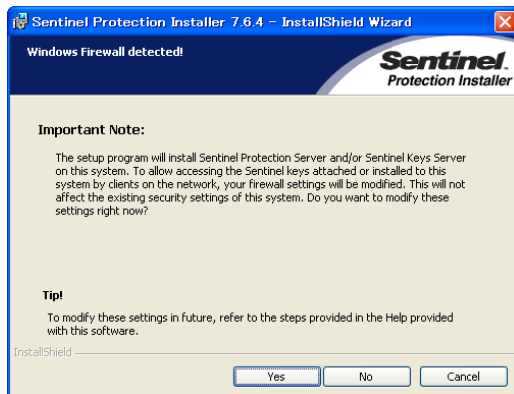 Sentinel Protection Installer 7.6.4 - InstallShield Wizard
Windows Firewall detected!
Sentinel.
Protection Installer
Important Note:
The setup program will install Sentinel Protection Server and/or Sentinel Keys Server
on this system. To allow accessing the Sentinel keys attached or installed to this
system by clients on the network, your firewall settings will be modified. This will not
affect the existing security settings of this system. Do you want to modify these
settings right now?
Tip!
To modify these settings in future, refer to the steps provided in the Help provided
with this software.
InstallShield
Yes
No
Cancel